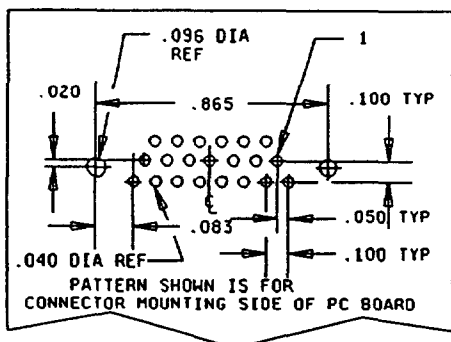 .096 DIA
REF
1
.020
.865
.100 TYP
.083
.050 TYP
.040 DIA REF
.100 TYP
PATTERN SHOWN IS FOR
CONNECTOR MOUNTING SIDE OF PC BOARD